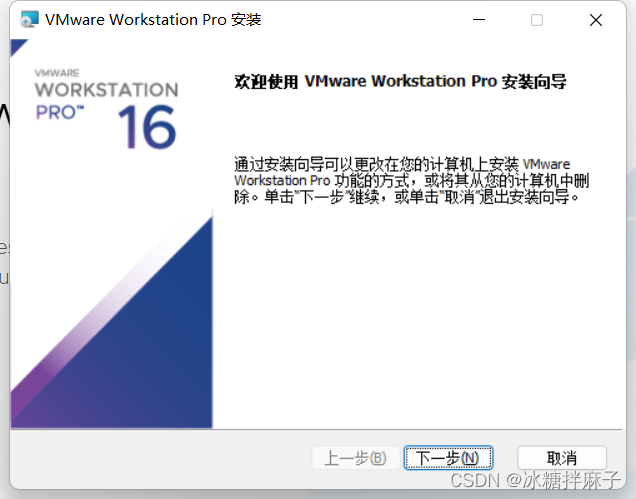 VMware Workstation Pro 安装
VMWARE
WORKSTATION
PRO™ 16
欢迎使用 VMware Workstation Pro 安装向导
通过安装向导可以更改在您的计算机上安装 VMware
Workstation Pro 功能的方式，或将其从您的计算机中删
除。单击“下一步”继续，或单击“取消”退出安装向导。
上一步(B)
下一步(N)
取消
CSDN @冰糖拌麻子